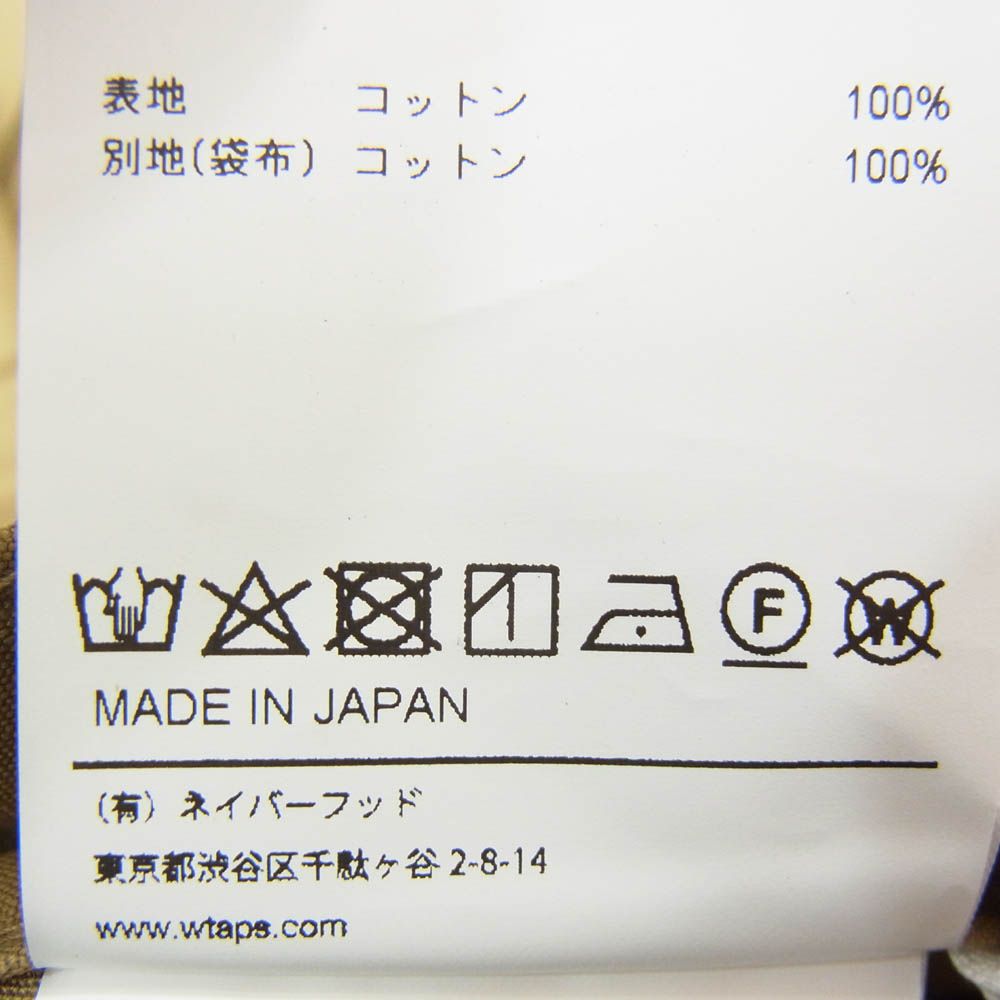 表地 コットン 100%
別地(袋布) コットン 100%
F W
MADE IN JAPAN
(有) ネイバーフッド
東京都渋谷区千駄ヶ谷2-8-14
www.wtaps.com